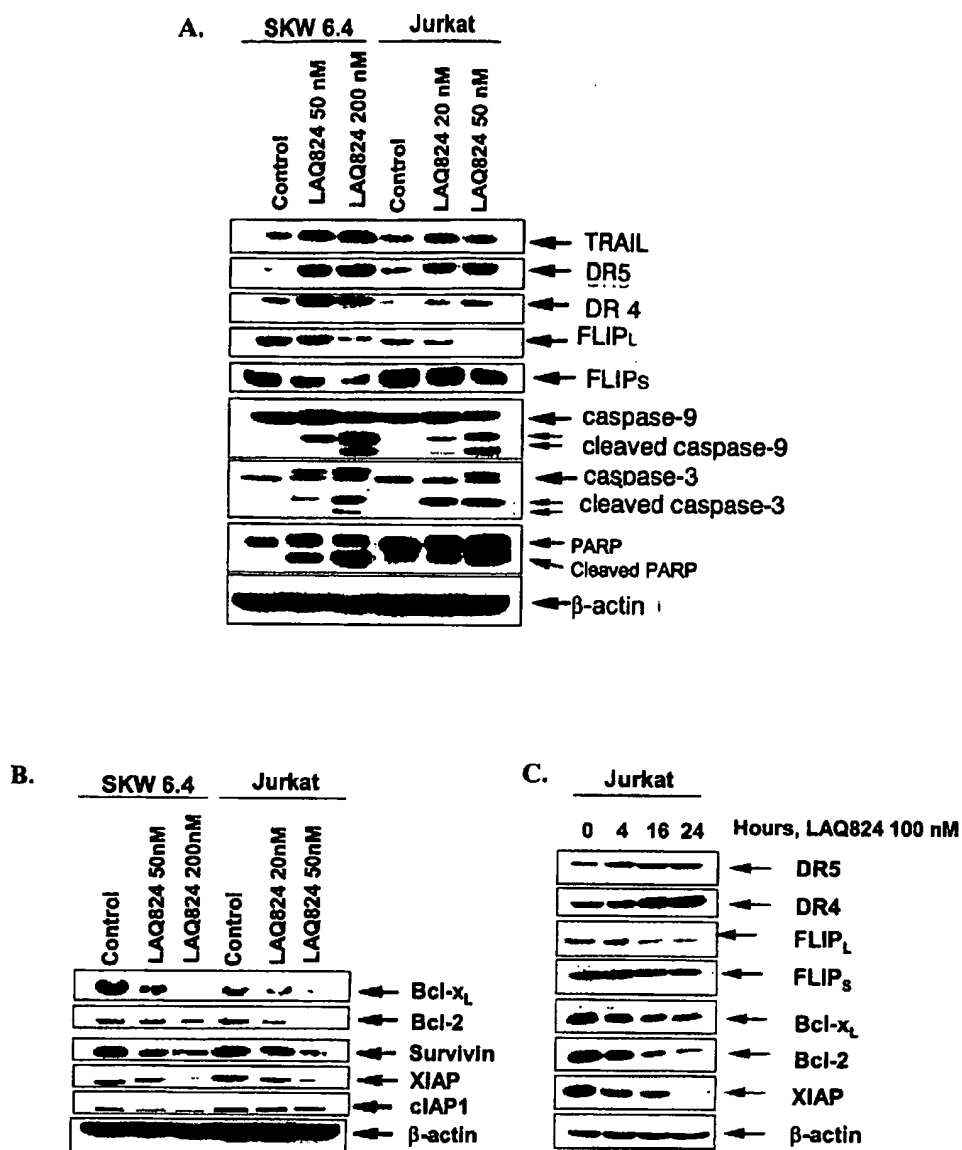 A.
SKW 6.4 Jurkat
Control
LAQ824 50 nM
LAQ824 200 nM
Control
LAQ824 20 nM
LAQ824 50 nM
TRAIL
DR5
DR 4
FLIPL
FLIPs
caspase-9
cleaved caspase-9
caspase-3
cleaved caspase-3
PARP
Cleaved PARP
β-actin
B.
SKW 6.4 Jurkat
Control
LAQ824 50nM
LAQ824 200nM
Control
LAQ824 20nM
LAQ824 50nM
Bcl-xL
Bcl-2
Survivin
XIAP
cIAP1
β-actin
C.
Jurkat
0 4 16 24 Hours, LAQ824 100 nM
DR5
DR4
FLIPL
FLIPS
Bcl-xL
Bcl-2
XIAP
β-actin